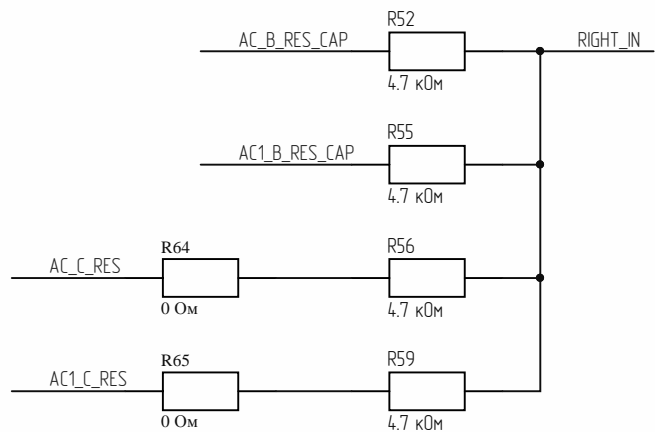 R52
AC_B_RES_CAP
RIGHT_IN
4.7 кОм
R55
AC1_B_RES_CAP
4.7 кОм
R64
R56
AC_C_RES
0 Ом
4.7 кОм
R65
R59
AC1_C_RES
0 Ом
4.7 кОм